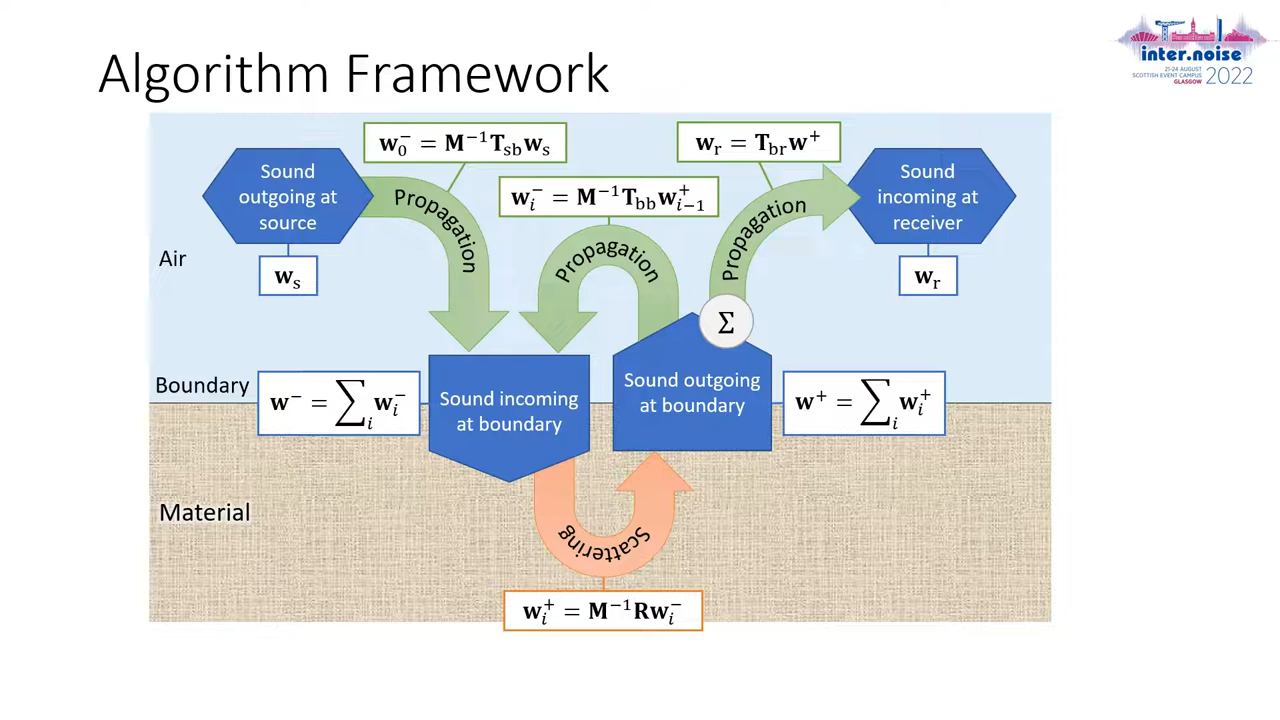 Algorithm Framework
inter.noise
21-24 AUGUST
SCOTTISH EVENT CAMPUS
GLASGOW
2022
w₀⁻ = M⁻¹T_sb w_s
w_r = T_br w⁺
Sound
outgoing at
source
Propagation
w_i⁻ = M⁻¹T_bb w_{i−1}⁺
Propagation
Propagation
Sound
incoming at
receiver
Air
w_s
w_r
Σ
Boundary
w⁻ = ∑_i w_i⁻
Sound incoming
at boundary
Sound outgoing
at boundary
w⁺ = ∑_i w_i⁺
Material
Scattering
w_i⁺ = M⁻¹Rw_i⁻